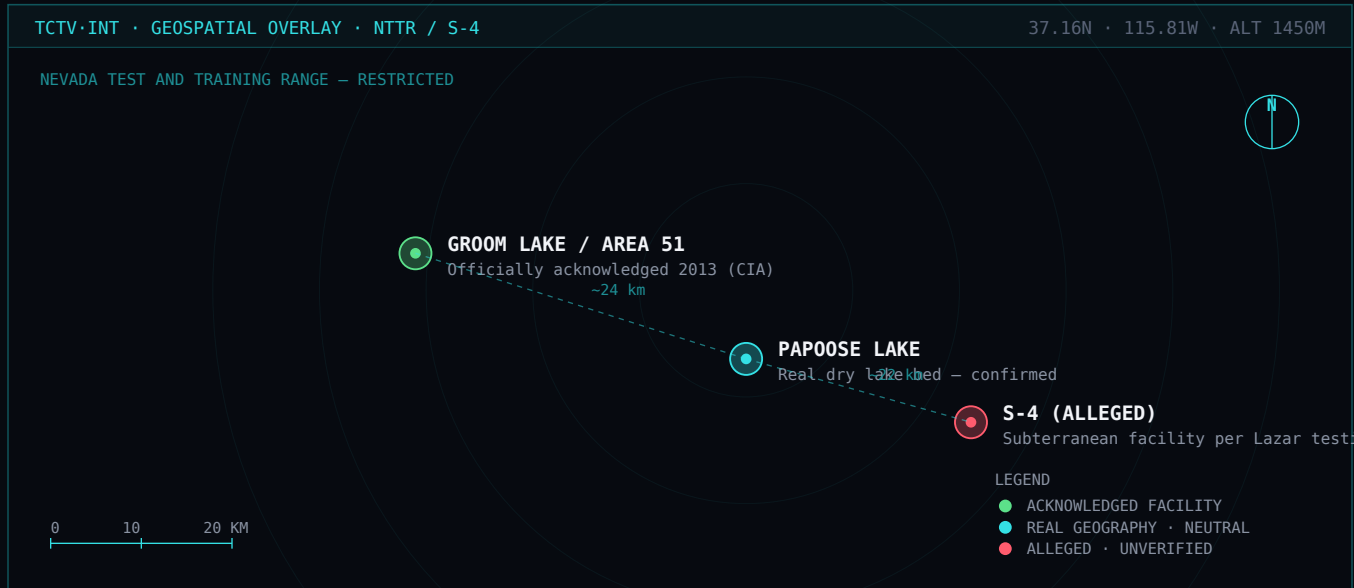 TCTV·INT · GEOSPATIAL OVERLAY · NTTR / S-4
37.16N · 115.81W · ALT 1450M
NEVADA TEST AND TRAINING RANGE — RESTRICTED
N
GROOM LAKE / AREA 51
Officially acknowledged 2013 (CIA)
~24 km
PAPOOSE LAKE
Real dry lake bed — confirmed
S-4 (ALLEGED)
Subterranean facility per Lazar testi
LEGEND
ACKNOWLEDGED FACILITY
REAL GEOGRAPHY · NEUTRAL
ALLEGED · UNVERIFIED
0 10 20 KM